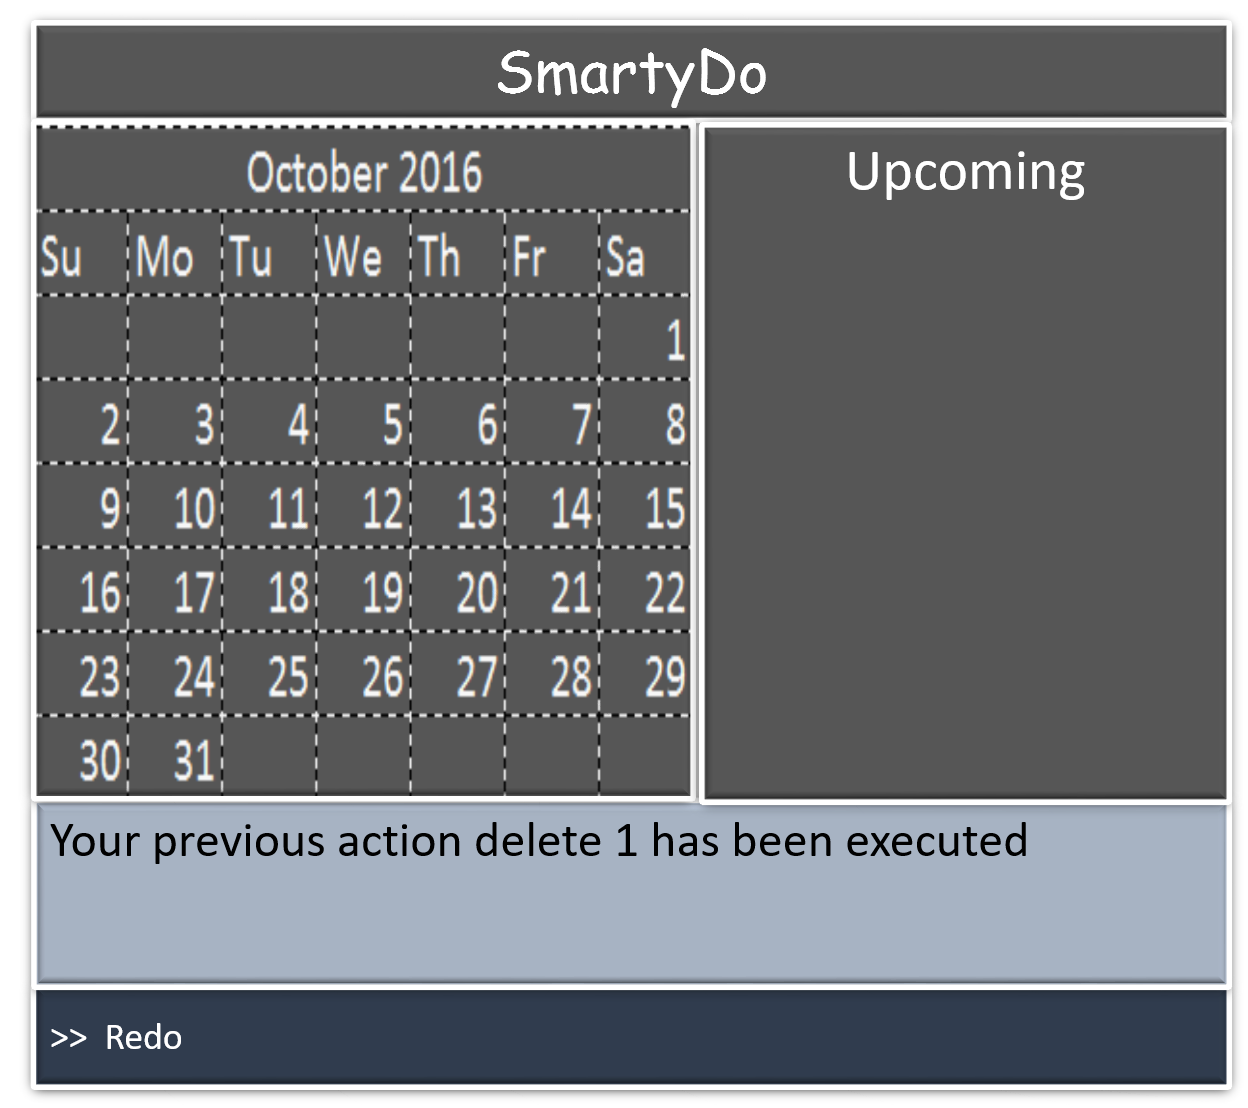 SmartyDo
October 2016
Su Mo Tu We Th Fr Sa
1
2 3 4 5 6 7 8
9 10 11 12 13 14 15
16 17 18 19 20 21 22
23 24 25 26 27 28 29
30 31
Upcoming
Your previous action delete 1 has been executed
>> Redo